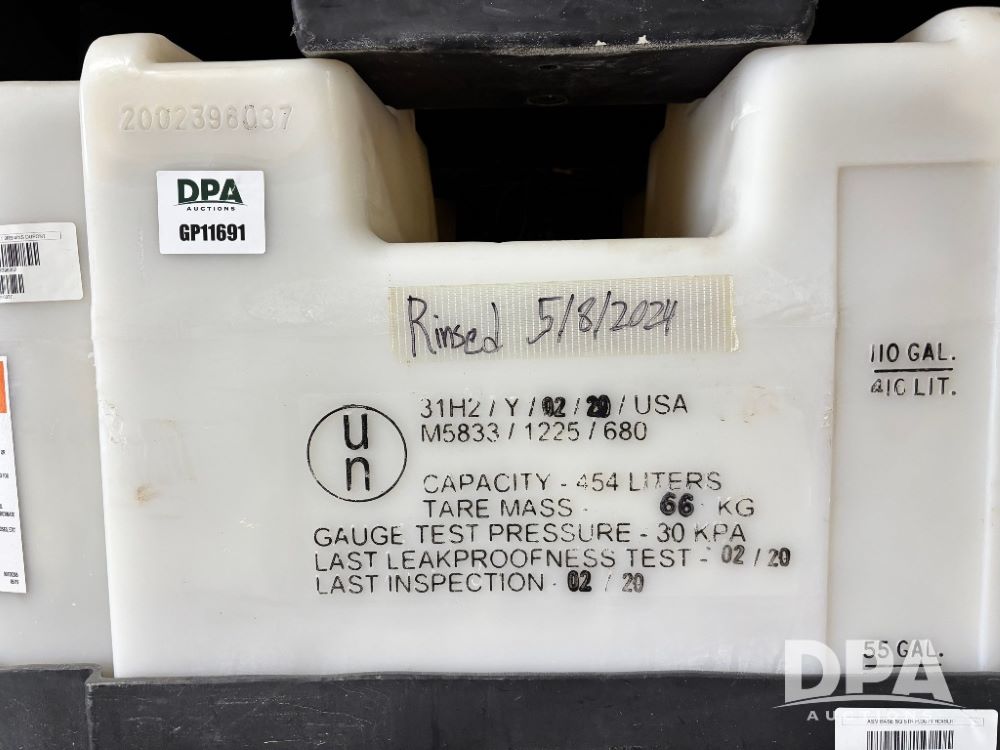 2002396037
DPA
AUCTIONS
GP11691
Rinsed 5/8/2024
110 GAL.
410 LIT.
un
31H2 / Y / 02 / 20 / USA
M5833 / 1225 / 680
CAPACITY - 454 LITERS
TARE MASS - 66 KG
GAUGE TEST PRESSURE - 30 KPA
LAST LEAKPROOFNESS TEST - 02 / 20
LAST INSPECTION - 02 / 20
55 GAL.
DPA